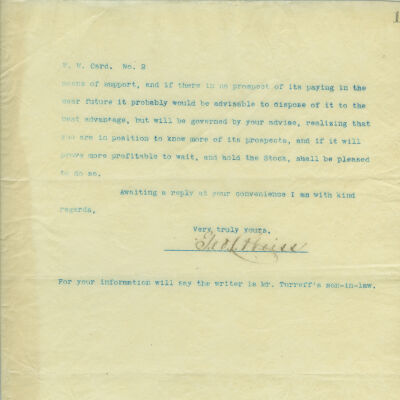 1
W. W. Card. No. 2
means of support, and if there is no prospect of its paying in the
near future it probably would be advisable to dispose of it to the
best advantage, but will be governed by your advise, realizing that
you are in position to know more of its prospects, and if it will
prove more profitable to wait, and hold the Stock, shall be pleased
to do so.
Awaiting a reply at your convenience I am with kind
regards,
Very truly yours,
For your information will say the writer is Mr. Turreff's son-in-law.